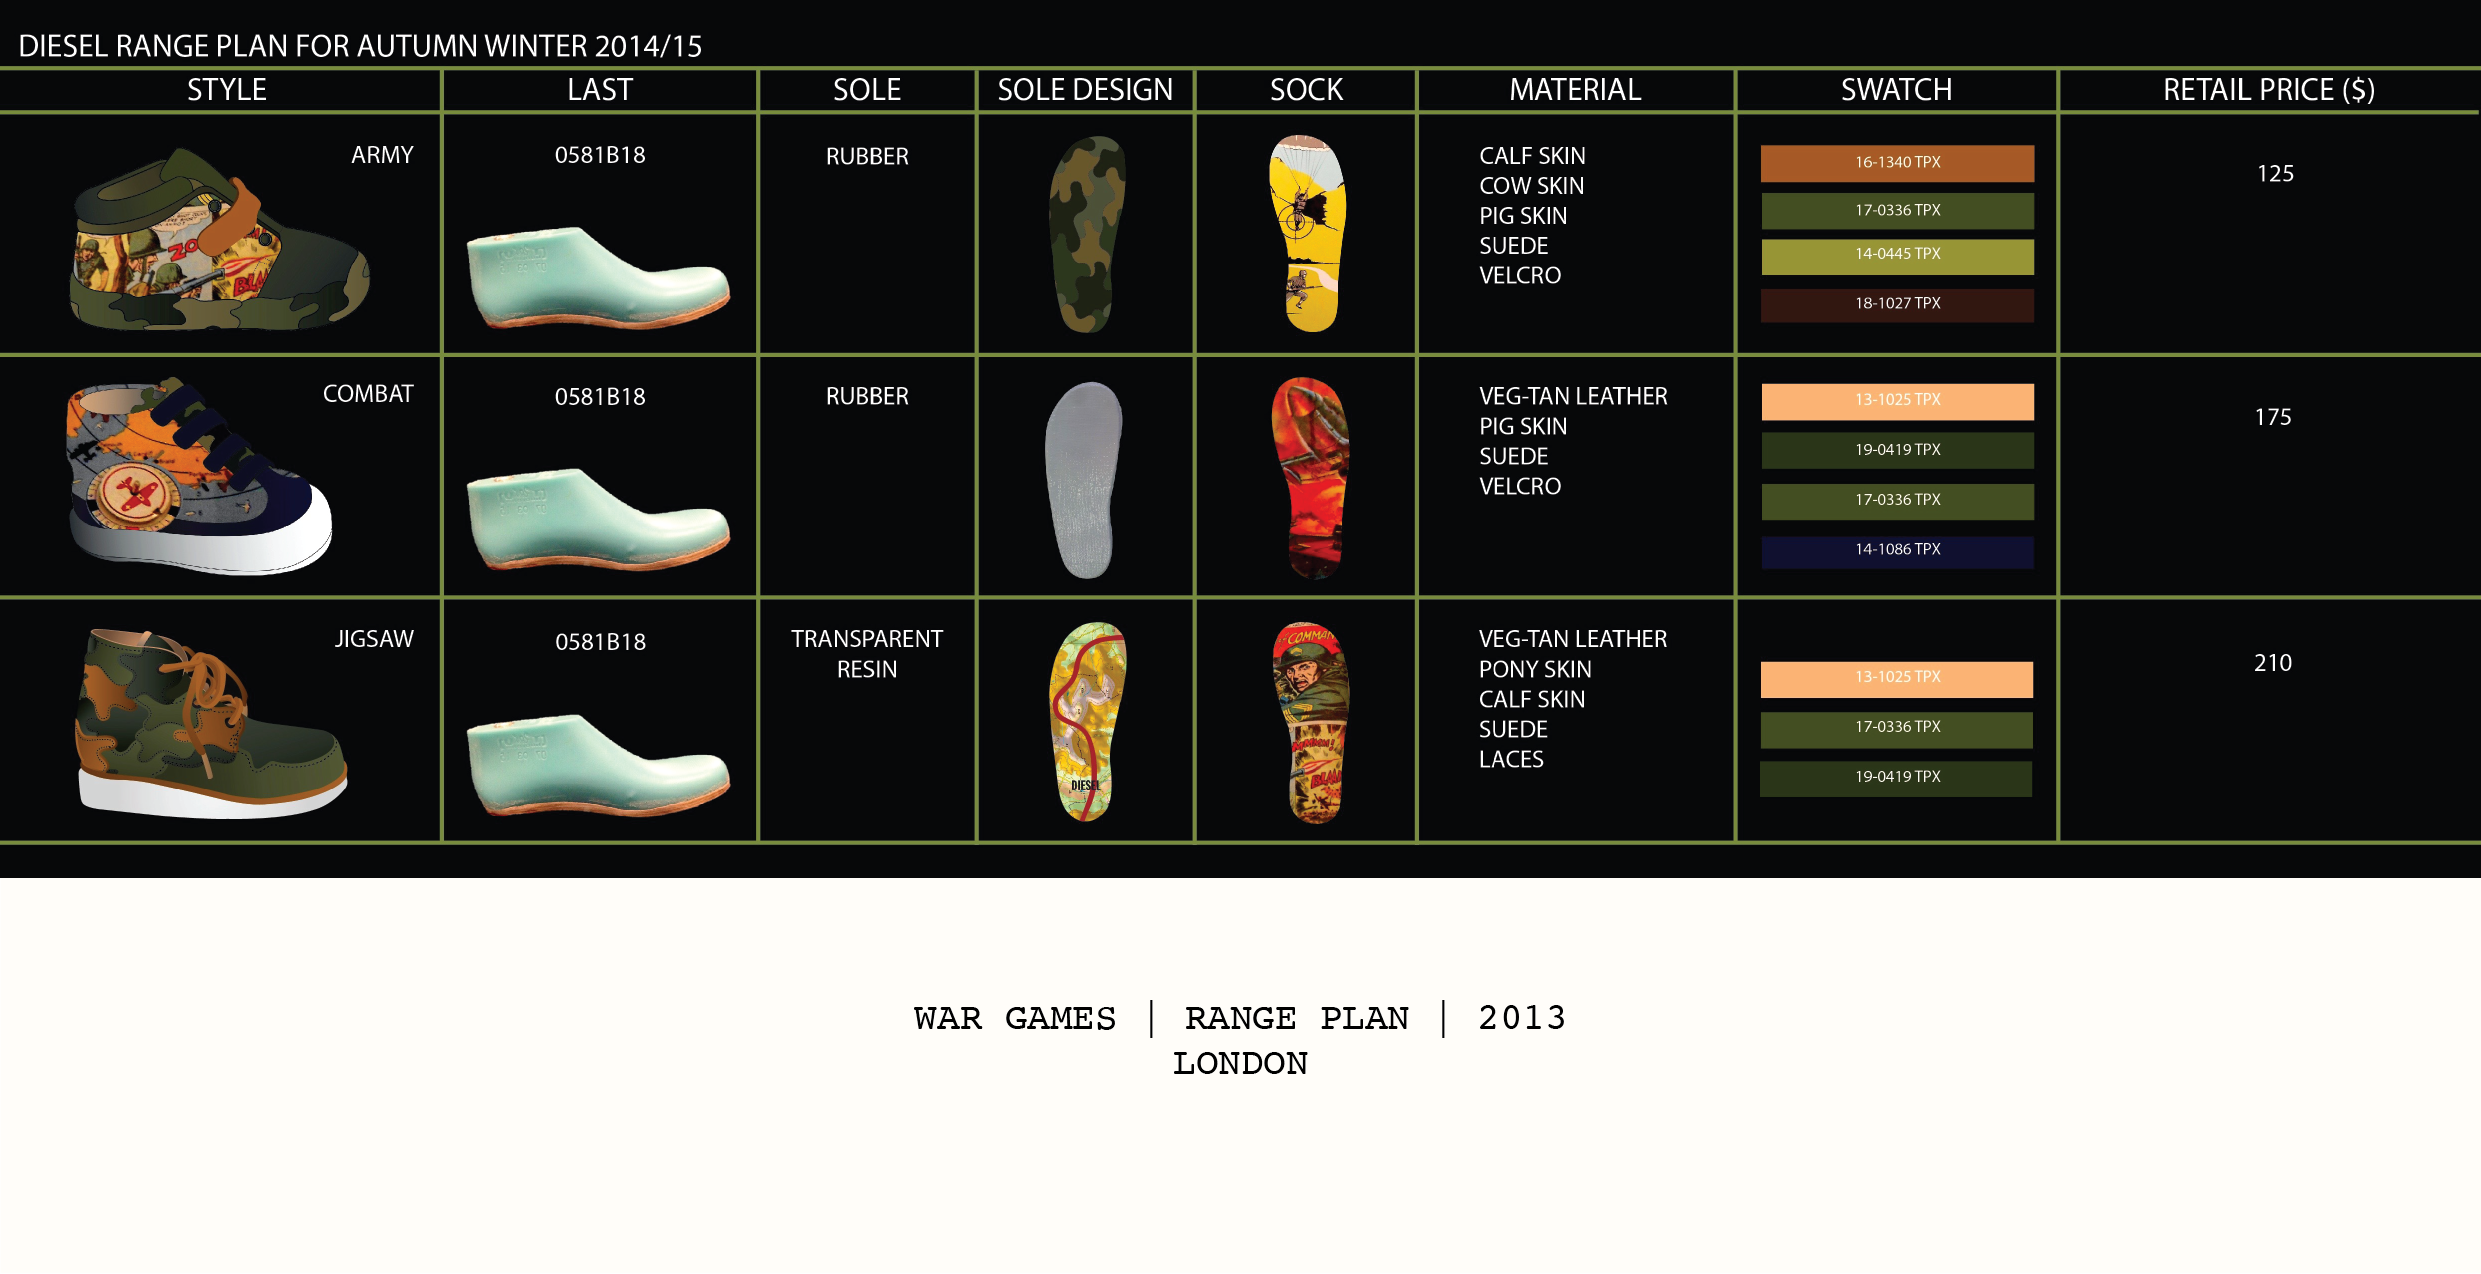 DIESEL RANGE PLAN FOR AUTUMN WINTER 2014/15
STYLE LAST SOLE SOLE DESIGN SOCK MATERIAL SWATCH RETAIL PRICE ($)
ARMY
0581B18
RUBBER
CALF SKIN
COW SKIN
PIG SKIN
SUEDE
VELCRO
16-1340 TPX
17-0336 TPX
14-0445 TPX
18-1027 TPX
125
COMBAT
0581B18
RUBBER
VEG-TAN LEATHER
PIG SKIN
SUEDE
VELCRO
13-1025 TPX
19-0419 TPX
17-0336 TPX
14-1086 TPX
175
JIGSAW
0581B18
TRANSPARENT
RESIN
DIESEL
VEG-TAN LEATHER
PONY SKIN
CALF SKIN
SUEDE
LACES
13-1025 TPX
17-0336 TPX
19-0419 TPX
210
WAR GAMES | RANGE PLAN | 2013
LONDON